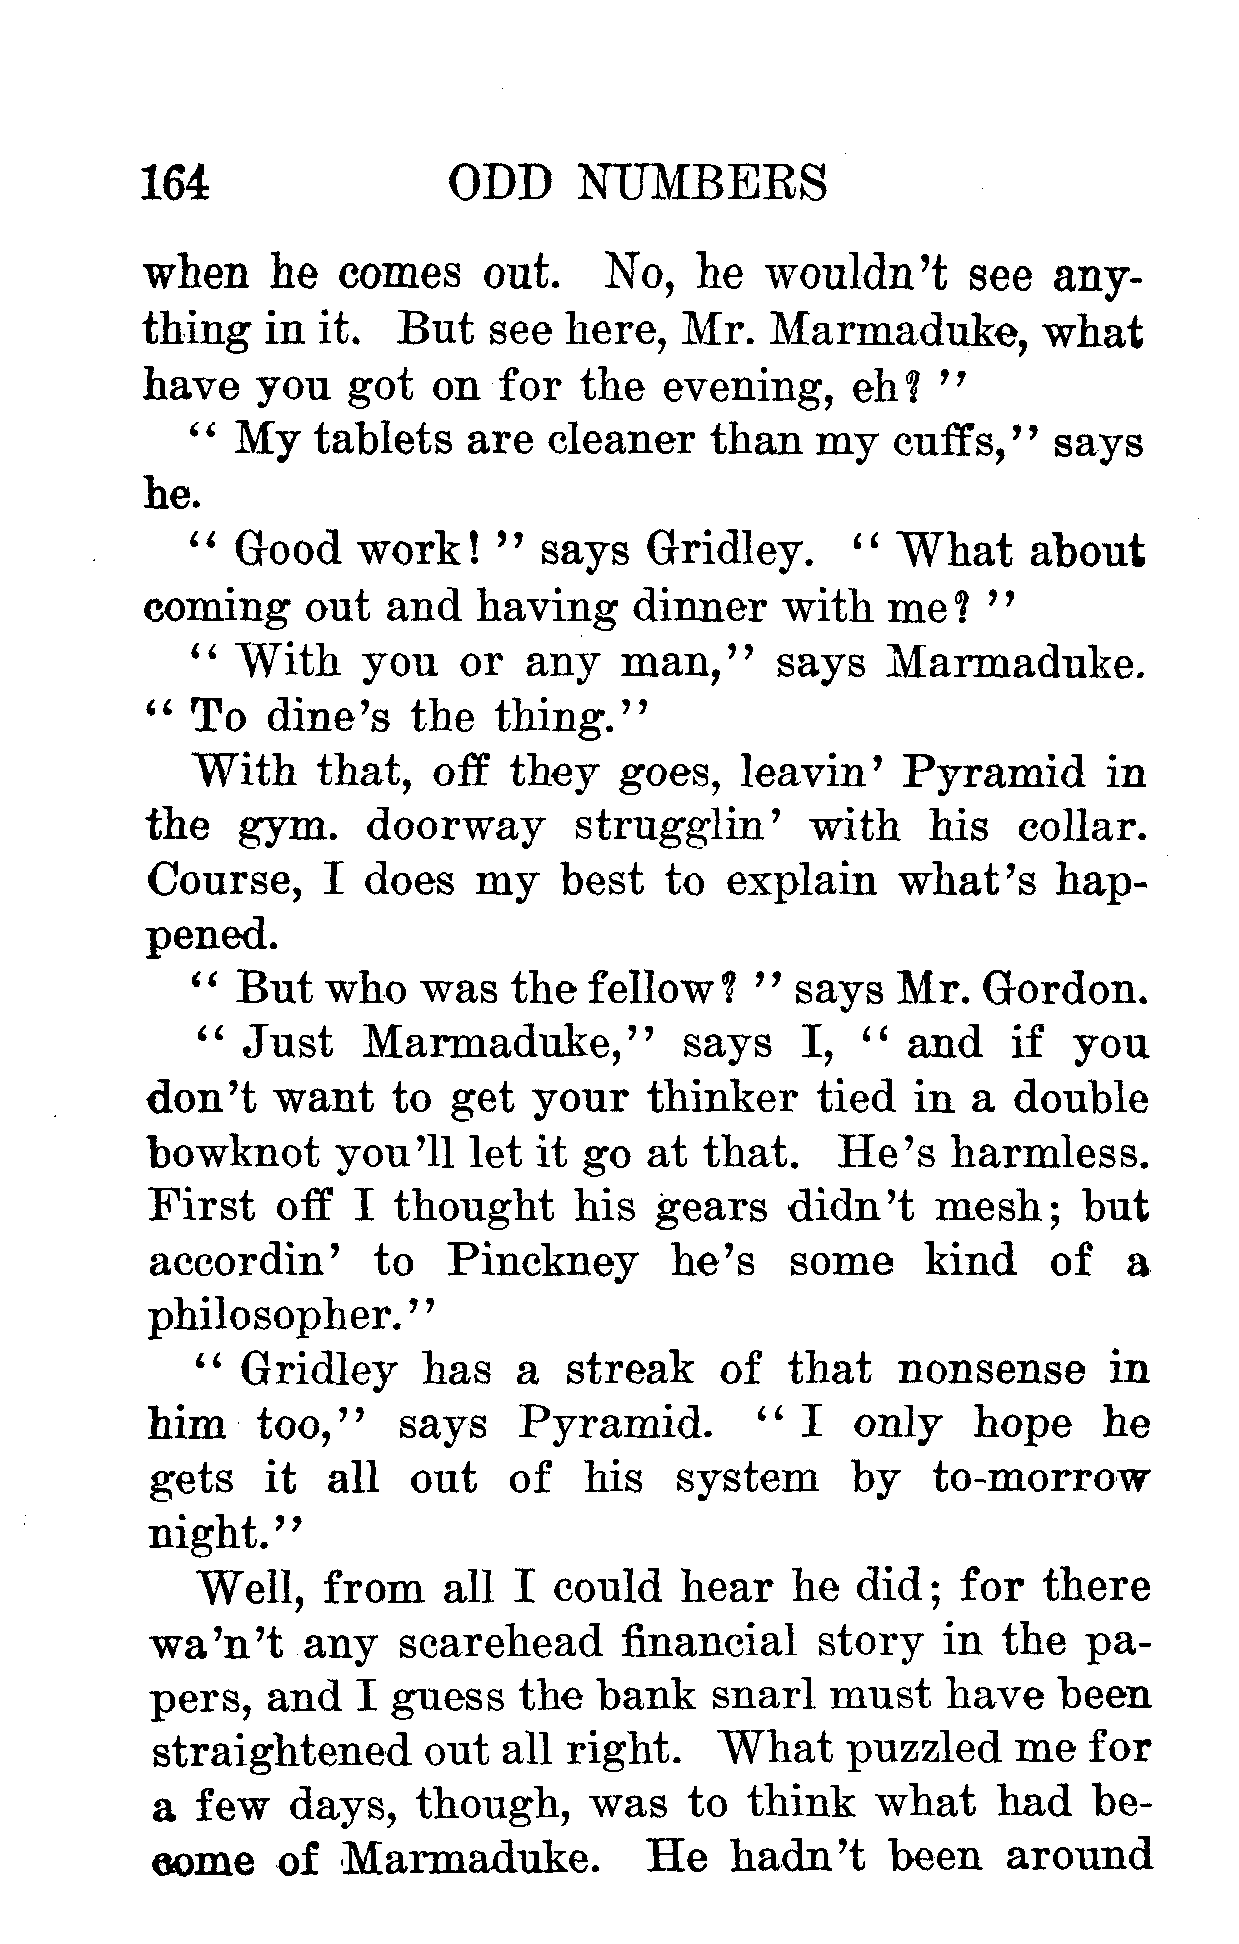 164 ODD NUMBERS
when he comes out. No, he wouldn't see any-
thing in it. But see here, Mr. Marmaduke, what
have you got on for the evening, eh? "
" My tablets are cleaner than my cuffs," says
he.
" Good work! " says Gridley. " What about
coming out and having dinner with me? "
" With you or any man," says Marmaduke.
" To dine's the thing."
With that, off they goes, leavin' Pyramid in
the gym. doorway strugglin' with his collar.
Course, I does my best to explain what's hap-
pened.
" But who was the fellow? " says Mr. Gordon.
" Just Marmaduke," says I, " and if you
don't want to get your thinker tied in a double
bowknot you'll let it go at that. He's harmless.
First off I thought his gears didn't mesh; but
accordin' to Pinckney he's some kind of a
philosopher."
" Gridley has a streak of that nonsense in
him too," says Pyramid. " I only hope he
gets it all out of his system by to-morrow
night."
Well, from all I could hear he did; for there
wa'n't any scarehead financial story in the pa-
pers, and I guess the bank snarl must have been
straightened out all right. What puzzled me for
a few days, though, was to think what had be-
come of Marmaduke. He hadn't been around